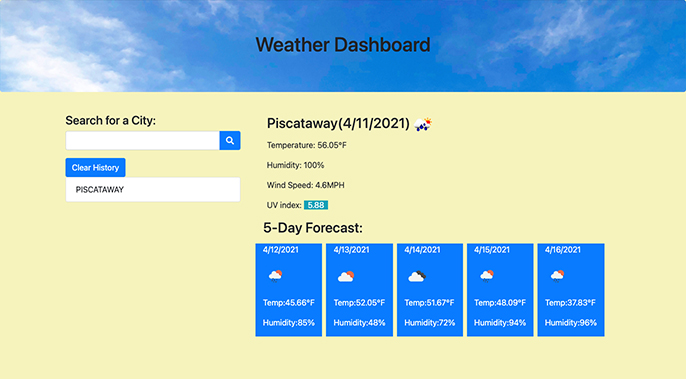 Weather Dashboard
Search for a City:
Clear History
PISCATAWAY
Piscataway(4/11/2021)
Temperature: 56.05°F
Humidity: 100%
Wind Speed: 4.6MPH
UV index: 5.88
5-Day Forecast:
4/12/2021
Temp:45.66°F
Humidity:85%
4/13/2021
Temp:52.05°F
Humidity:48%
4/14/2021
Temp:51.67°F
Humidity:72%
4/15/2021
Temp:48.09°F
Humidity:94%
4/16/2021
Temp:37.83°F
Humidity:96%